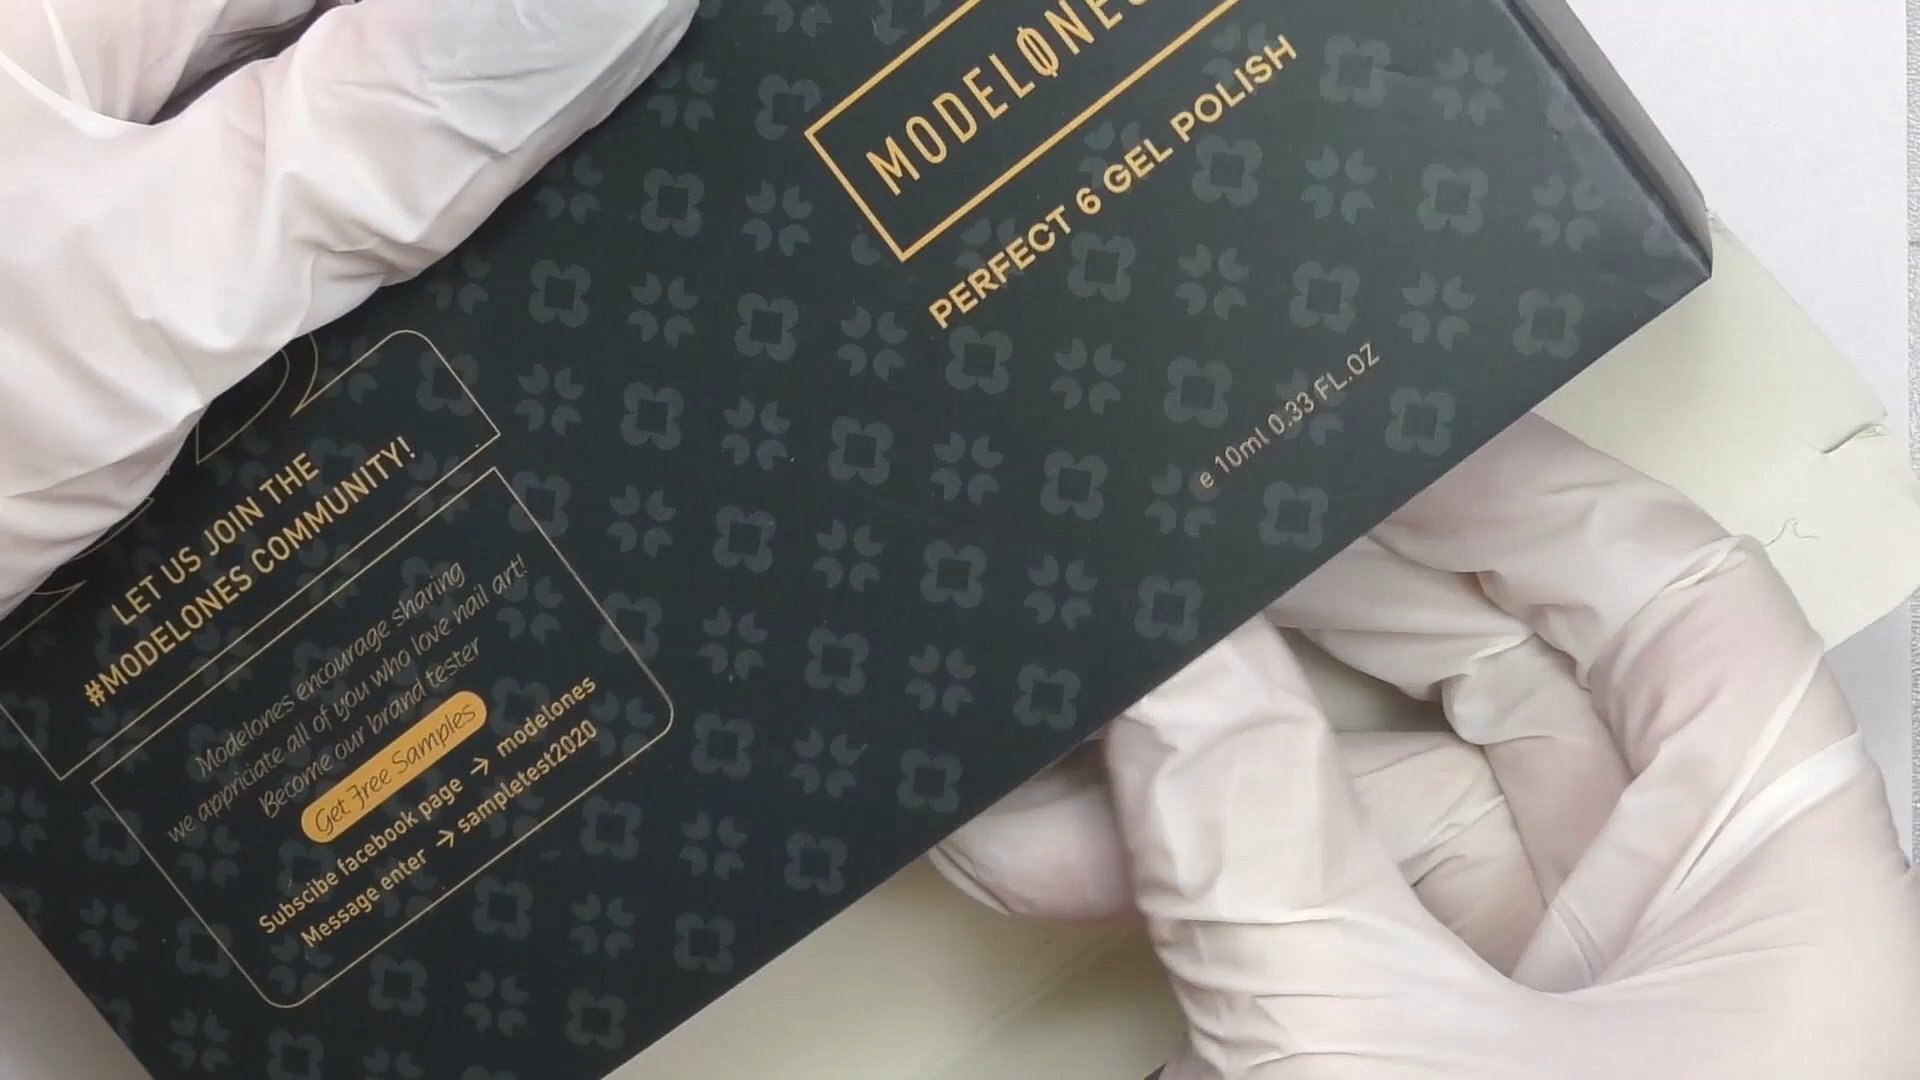 MODELONES
PERFECT 6 GEL POLISH
e 10ml 0.33 FL.OZ
LET US JOIN THE
#MODELONES COMMUNITY!
Modelones encourage sharing
we appriciate all of you who love nail art!
Become our brand tester
Get Free Samples
Subscibe facebook page → modelones
Message enter → sampletest2020